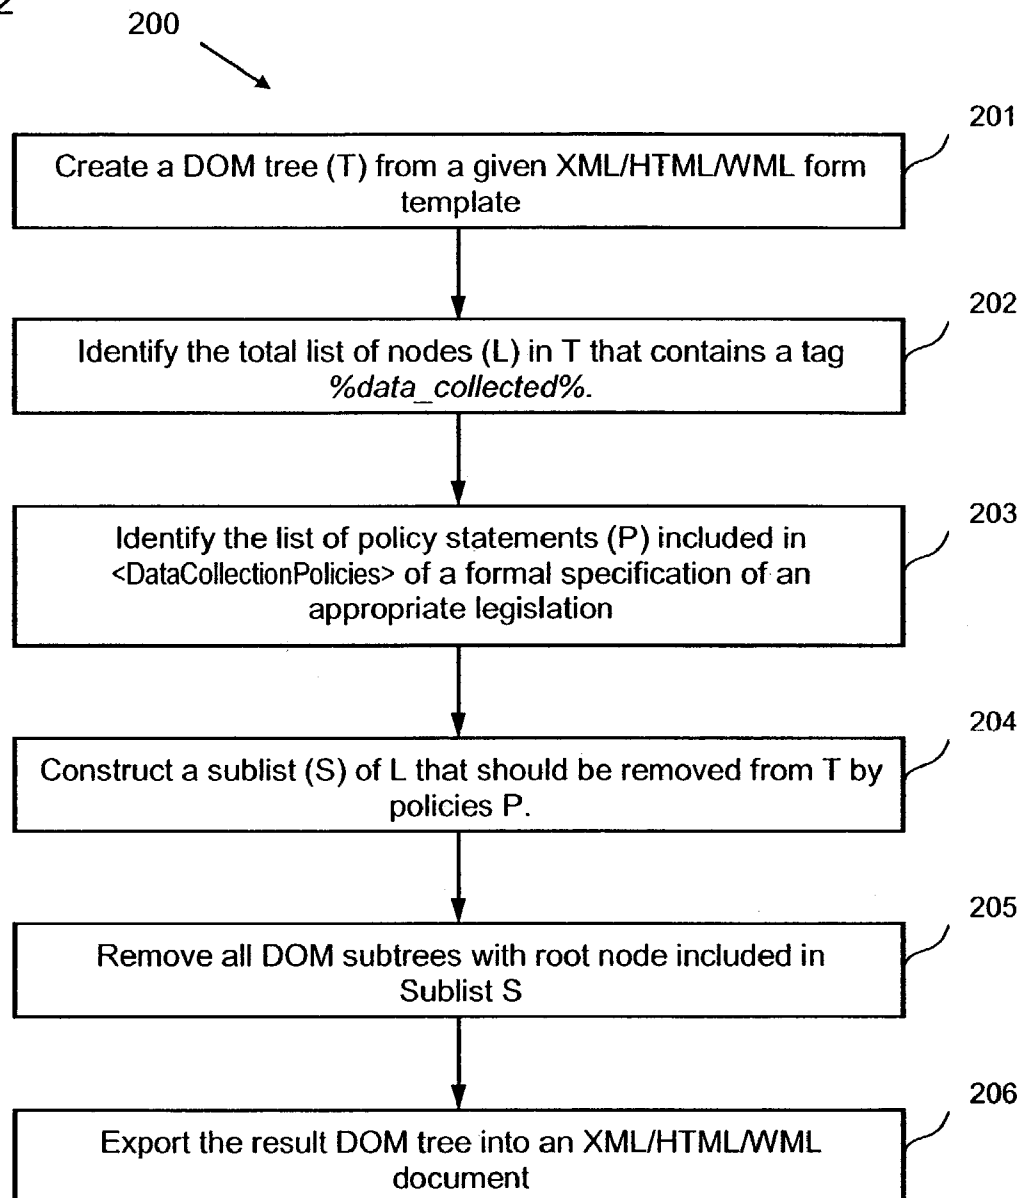 200
201
Create a DOM tree (T) from a given XML/HTML/WML form
template
202
Identify the total list of nodes (L) in T that contains a tag
%data_collected%.
203
Identify the list of policy statements (P) included in
<DataCollectionPolicies> of a formal specification of an
appropriate legislation
204
Construct a sublist (S) of L that should be removed from T by
policies P.
205
Remove all DOM subtrees with root node included in
Sublist S
206
Export the result DOM tree into an XML/HTML/WML
document